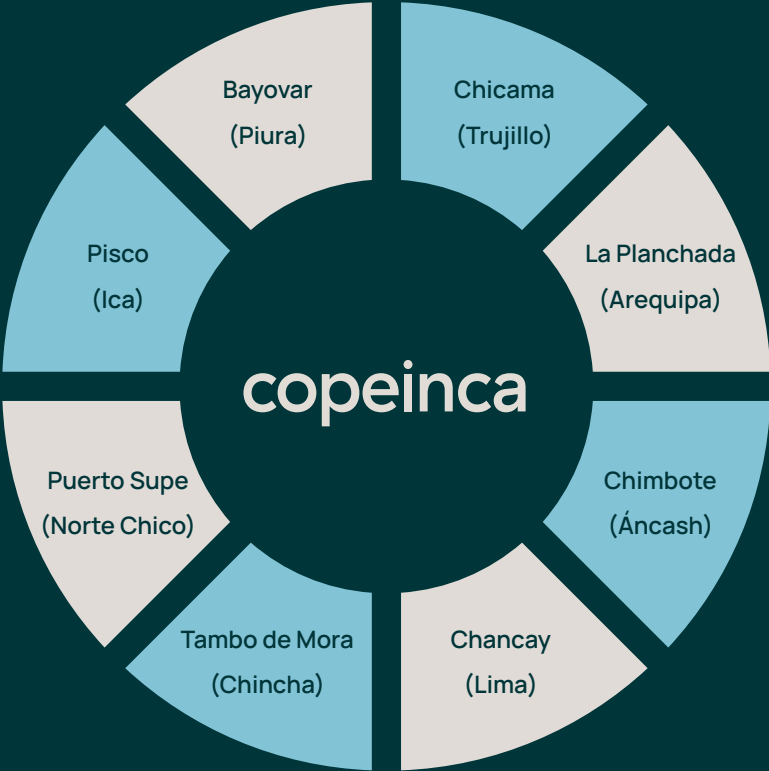 Bayovar
(Piura)
Chicama
(Trujillo)
Pisco
(Ica)
La Planchada
(Arequipa)
copeinca
Puerto Supe
(Norte Chico)
Chimbote
(Áncash)
Tambo de Mora
(Chincha)
Chancay
(Lima)